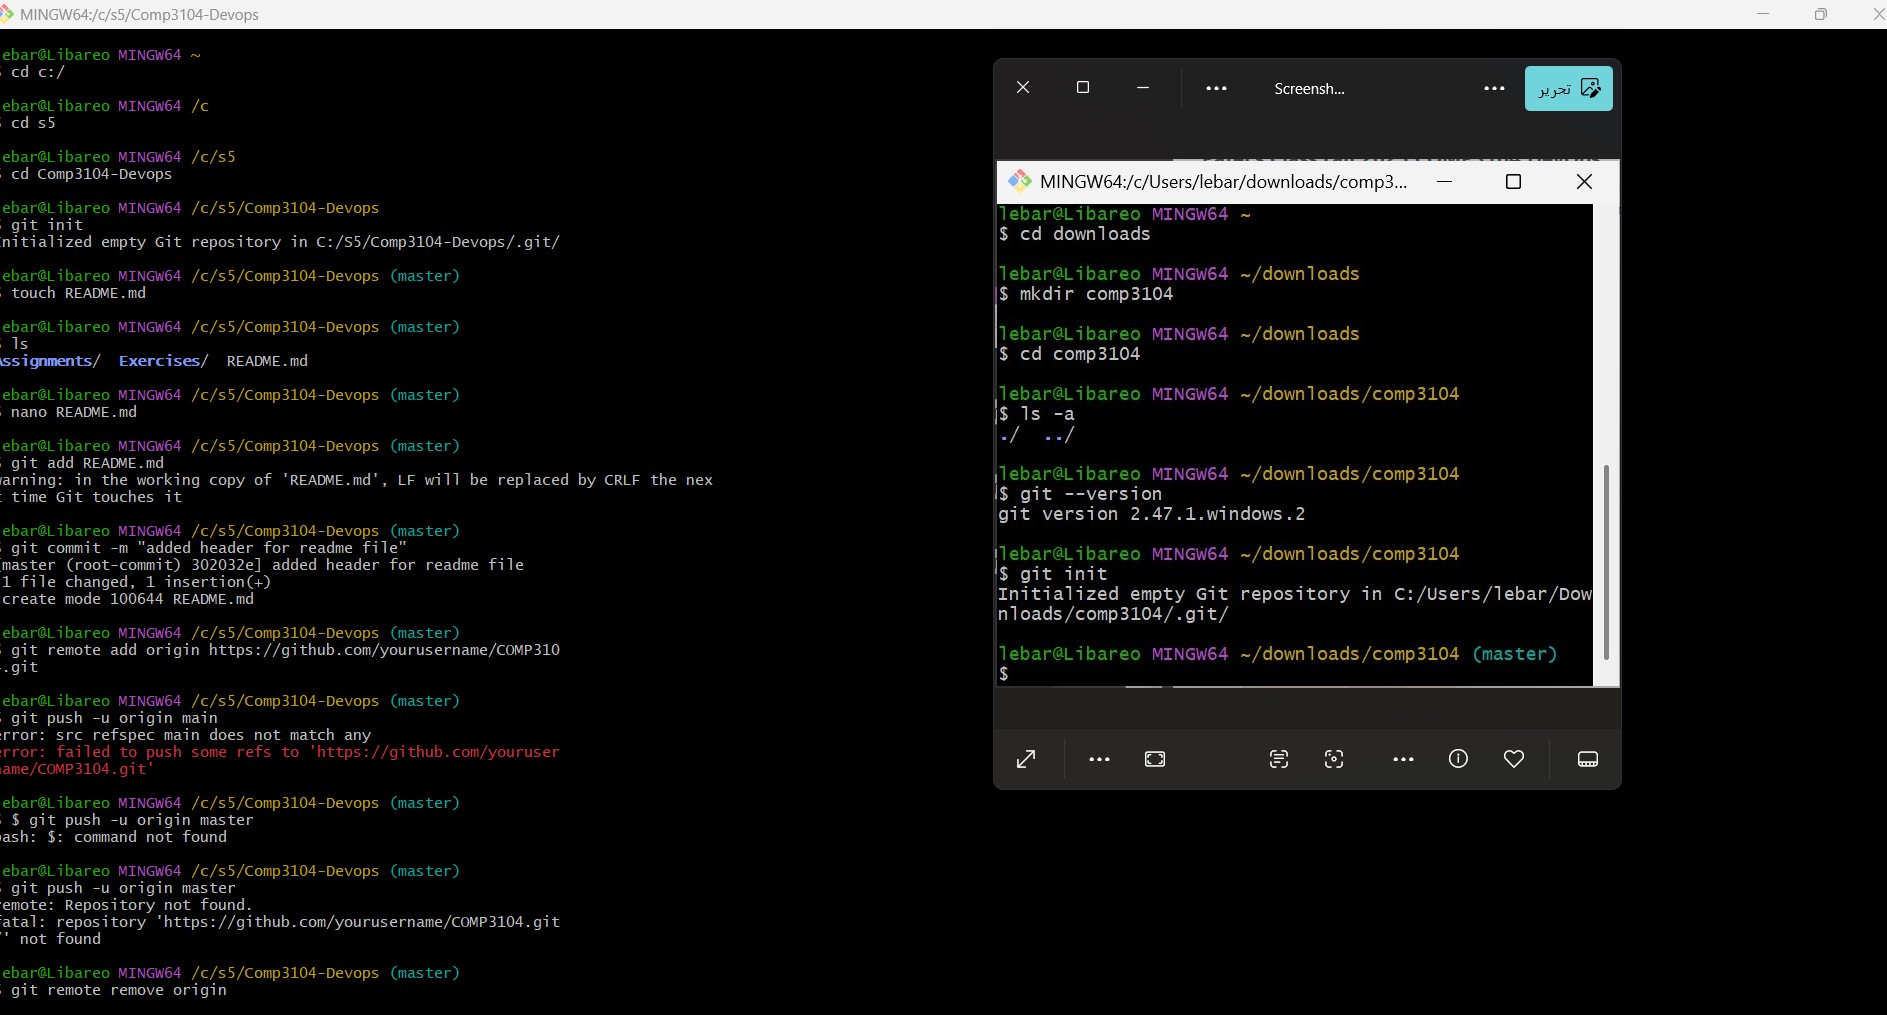 MINGW64:/c/s5/Comp3104-Devops
ebar@Libareo MINGW64 ~
cd c:/
ebar@Libareo MINGW64 /c
cd s5
ebar@Libareo MINGW64 /c/s5
cd Comp3104-Devops
ebar@Libareo MINGW64 /c/s5/Comp3104-Devops
git init
nitialized empty Git repository in C:/S5/Comp3104-Devops/.git/
ebar@Libareo MINGW64 /c/s5/Comp3104-Devops (master)
touch README.md
ebar@Libareo MINGW64 /c/s5/Comp3104-Devops (master)
ls
ssignments/ Exercises/ README.md
ebar@Libareo MINGW64 /c/s5/Comp3104-Devops (master)
nano README.md
ebar@Libareo MINGW64 /c/s5/Comp3104-Devops (master)
git add README.md
arning: in the working copy of 'README.md', LF will be replaced by CRLF the nex
t time Git touches it
ebar@Libareo MINGW64 /c/s5/Comp3104-Devops (master)
git commit -m "added header for readme file"
[master (root-commit) 302032e] added header for readme file
1 file changed, 1 insertion(+)
create mode 100644 README.md
ebar@Libareo MINGW64 /c/s5/Comp3104-Devops (master)
git remote add origin https://github.com/yourusername/COMP310
.git
ebar@Libareo MINGW64 /c/s5/Comp3104-Devops (master)
git push -u origin main
error: src refspec main does not match any
error: failed to push some refs to 'https://github.com/youruser
ame/COMP3104.git'
ebar@Libareo MINGW64 /c/s5/Comp3104-Devops (master)
$ git push -u origin master
bash: $: command not found
ebar@Libareo MINGW64 /c/s5/Comp3104-Devops (master)
git push -u origin master
emote: Repository not found.
fatal: repository 'https://github.com/yourusername/COMP3104.git
/' not found
ebar@Libareo MINGW64 /c/s5/Comp3104-Devops (master)
git remote remove origin
Screensh...
تحرير
MINGW64:/c/Users/lebar/downloads/comp3...
lebar@Libareo MINGW64 ~
$ cd downloads
lebar@Libareo MINGW64 ~/downloads
$ mkdir comp3104
lebar@Libareo MINGW64 ~/downloads
$ cd comp3104
lebar@Libareo MINGW64 ~/downloads/comp3104
$ ls -a
./ ../
lebar@Libareo MINGW64 ~/downloads/comp3104
$ git --version
git version 2.47.1.windows.2
lebar@Libareo MINGW64 ~/downloads/comp3104
$ git init
Initialized empty Git repository in C:/Users/lebar/Dow
nloads/comp3104/.git/
lebar@Libareo MINGW64 ~/downloads/comp3104 (master)
$